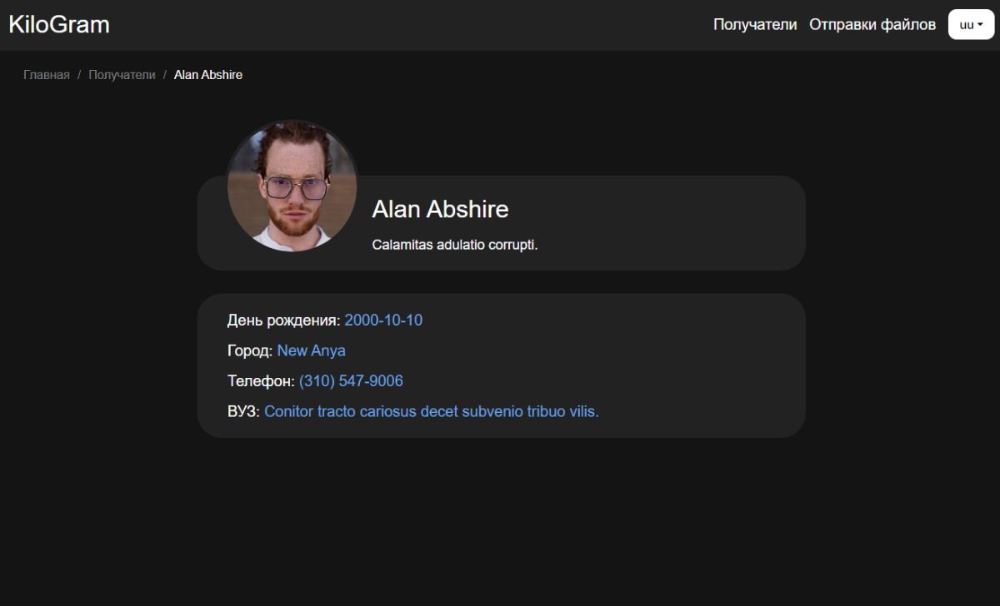 KiloGram
Получатели Отправки файлов uu
Главная / Получатели / Alan Abshire
Alan Abshire
Calamitas adulatio corrupti.
День рождения: 2000-10-10
Город: New Anya
Телефон: (310) 547-9006
ВУЗ: Conitor tracto cariosus decet subvenio tribuo vilis.